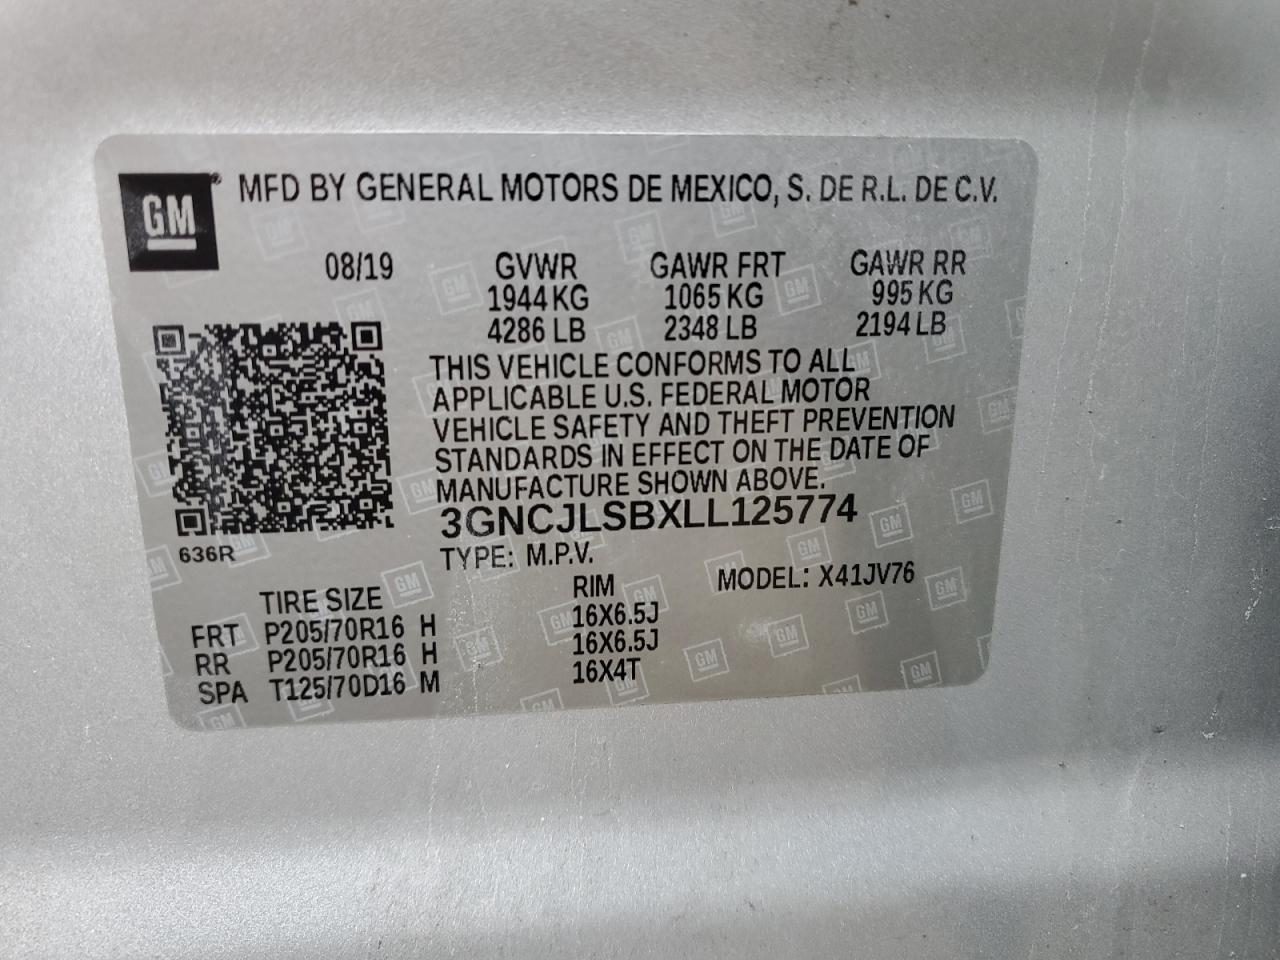 GM® MFD BY GENERAL MOTORS DE MEXICO, S. DE R.L. DE C.V.
08/19 GVWR GAWR FRT GAWR RR
1944 KG 1065 KG 995 KG
4286 LB 2348 LB 2194 LB
THIS VEHICLE CONFORMS TO ALL
APPLICABLE U.S. FEDERAL MOTOR
VEHICLE SAFETY AND THEFT PREVENTION
STANDARDS IN EFFECT ON THE DATE OF
MANUFACTURE SHOWN ABOVE.
3GNCJLSBXLL125774
636R
TYPE: M.P.V.
MODEL: X41JV76
TIRE SIZE RIM
FRT P205/70R16 H 16X6.5J
RR P205/70R16 H 16X6.5J
SPA T125/70D16 M 16X4T